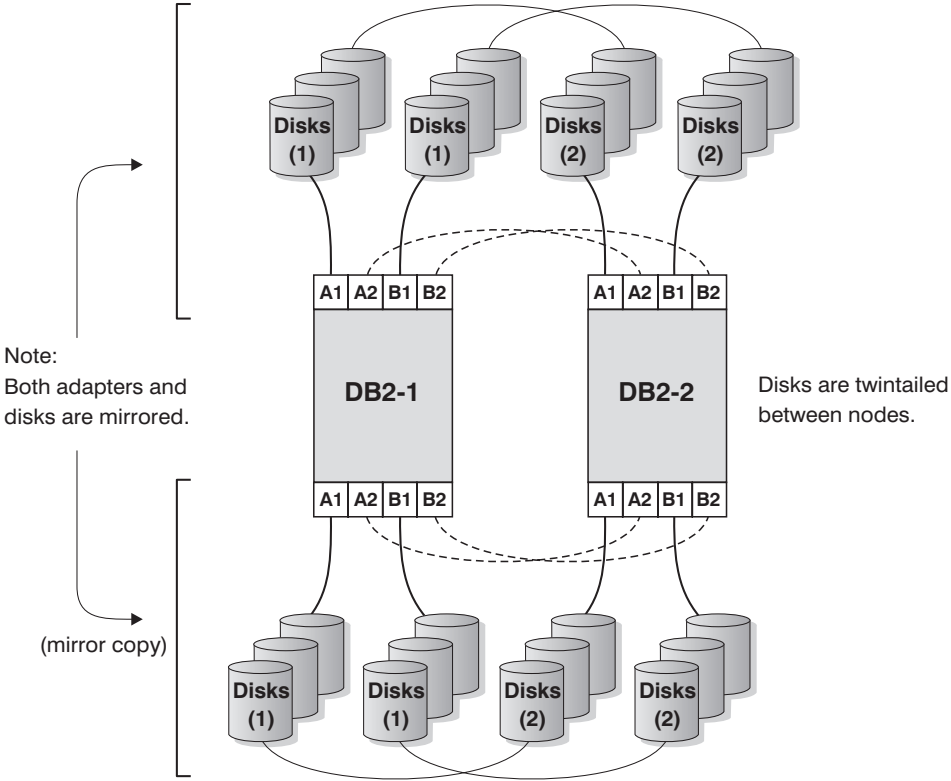 Disks
(1)
Disks
(1)
Disks
(2)
Disks
(2)
A1 A2 B1 B2
A1 A2 B1 B2
Note:
Both adapters and
disks are mirrored.
DB2-1
DB2-2
Disks are twintailed
between nodes.
A1 A2 B1 B2
A1 A2 B1 B2
(mirror copy)
Disks
(1)
Disks
(1)
Disks
(2)
Disks
(2)